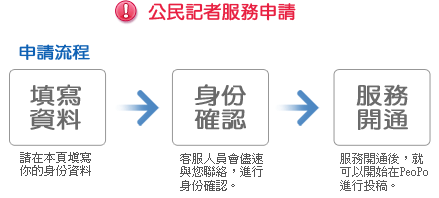 公民記者服務申請
申請流程
填寫
資料
身份
確認
服務
開通
請在本頁填寫
你的身份資料
客服人員會儘速
與您聯絡，進行
身份確認。
服務開通後，就
可以開始在PeoPo
進行投稿。